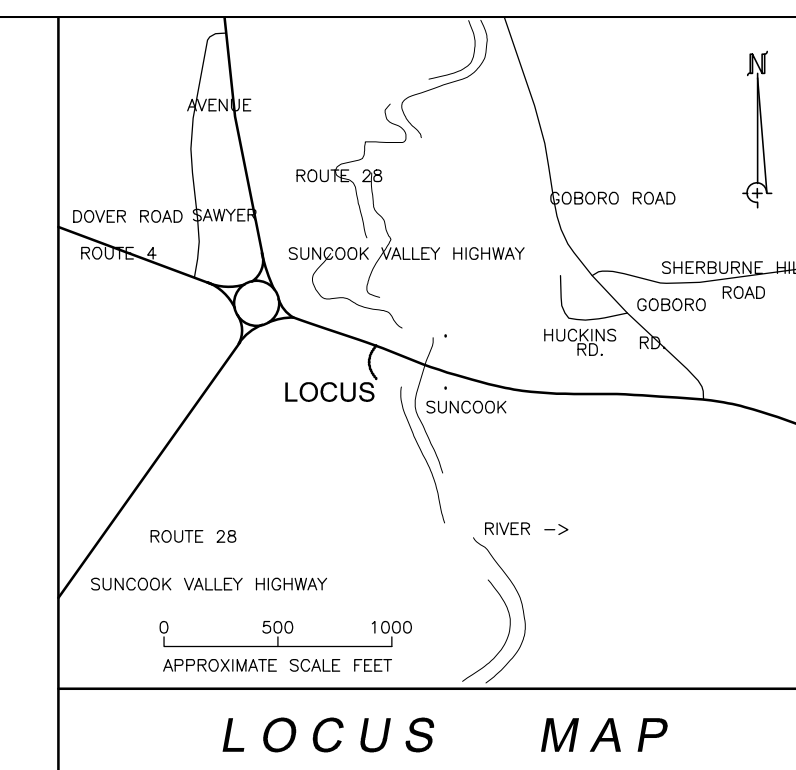 N
AVENUE
ROUTE 28
GOBORO ROAD
DOVER ROAD SAWYER
ROUTE 4
SUNCOOK VALLEY HIGHWAY
SHERBURNE HIL
ROAD
GOBORO
RD.
HUCKINS
RD.
LOCUS
SUNCOOK
RIVER ->
ROUTE 28
SUNCOOK VALLEY HIGHWAY
0 500 1000
APPROXIMATE SCALE FEET
LOCUS MAP